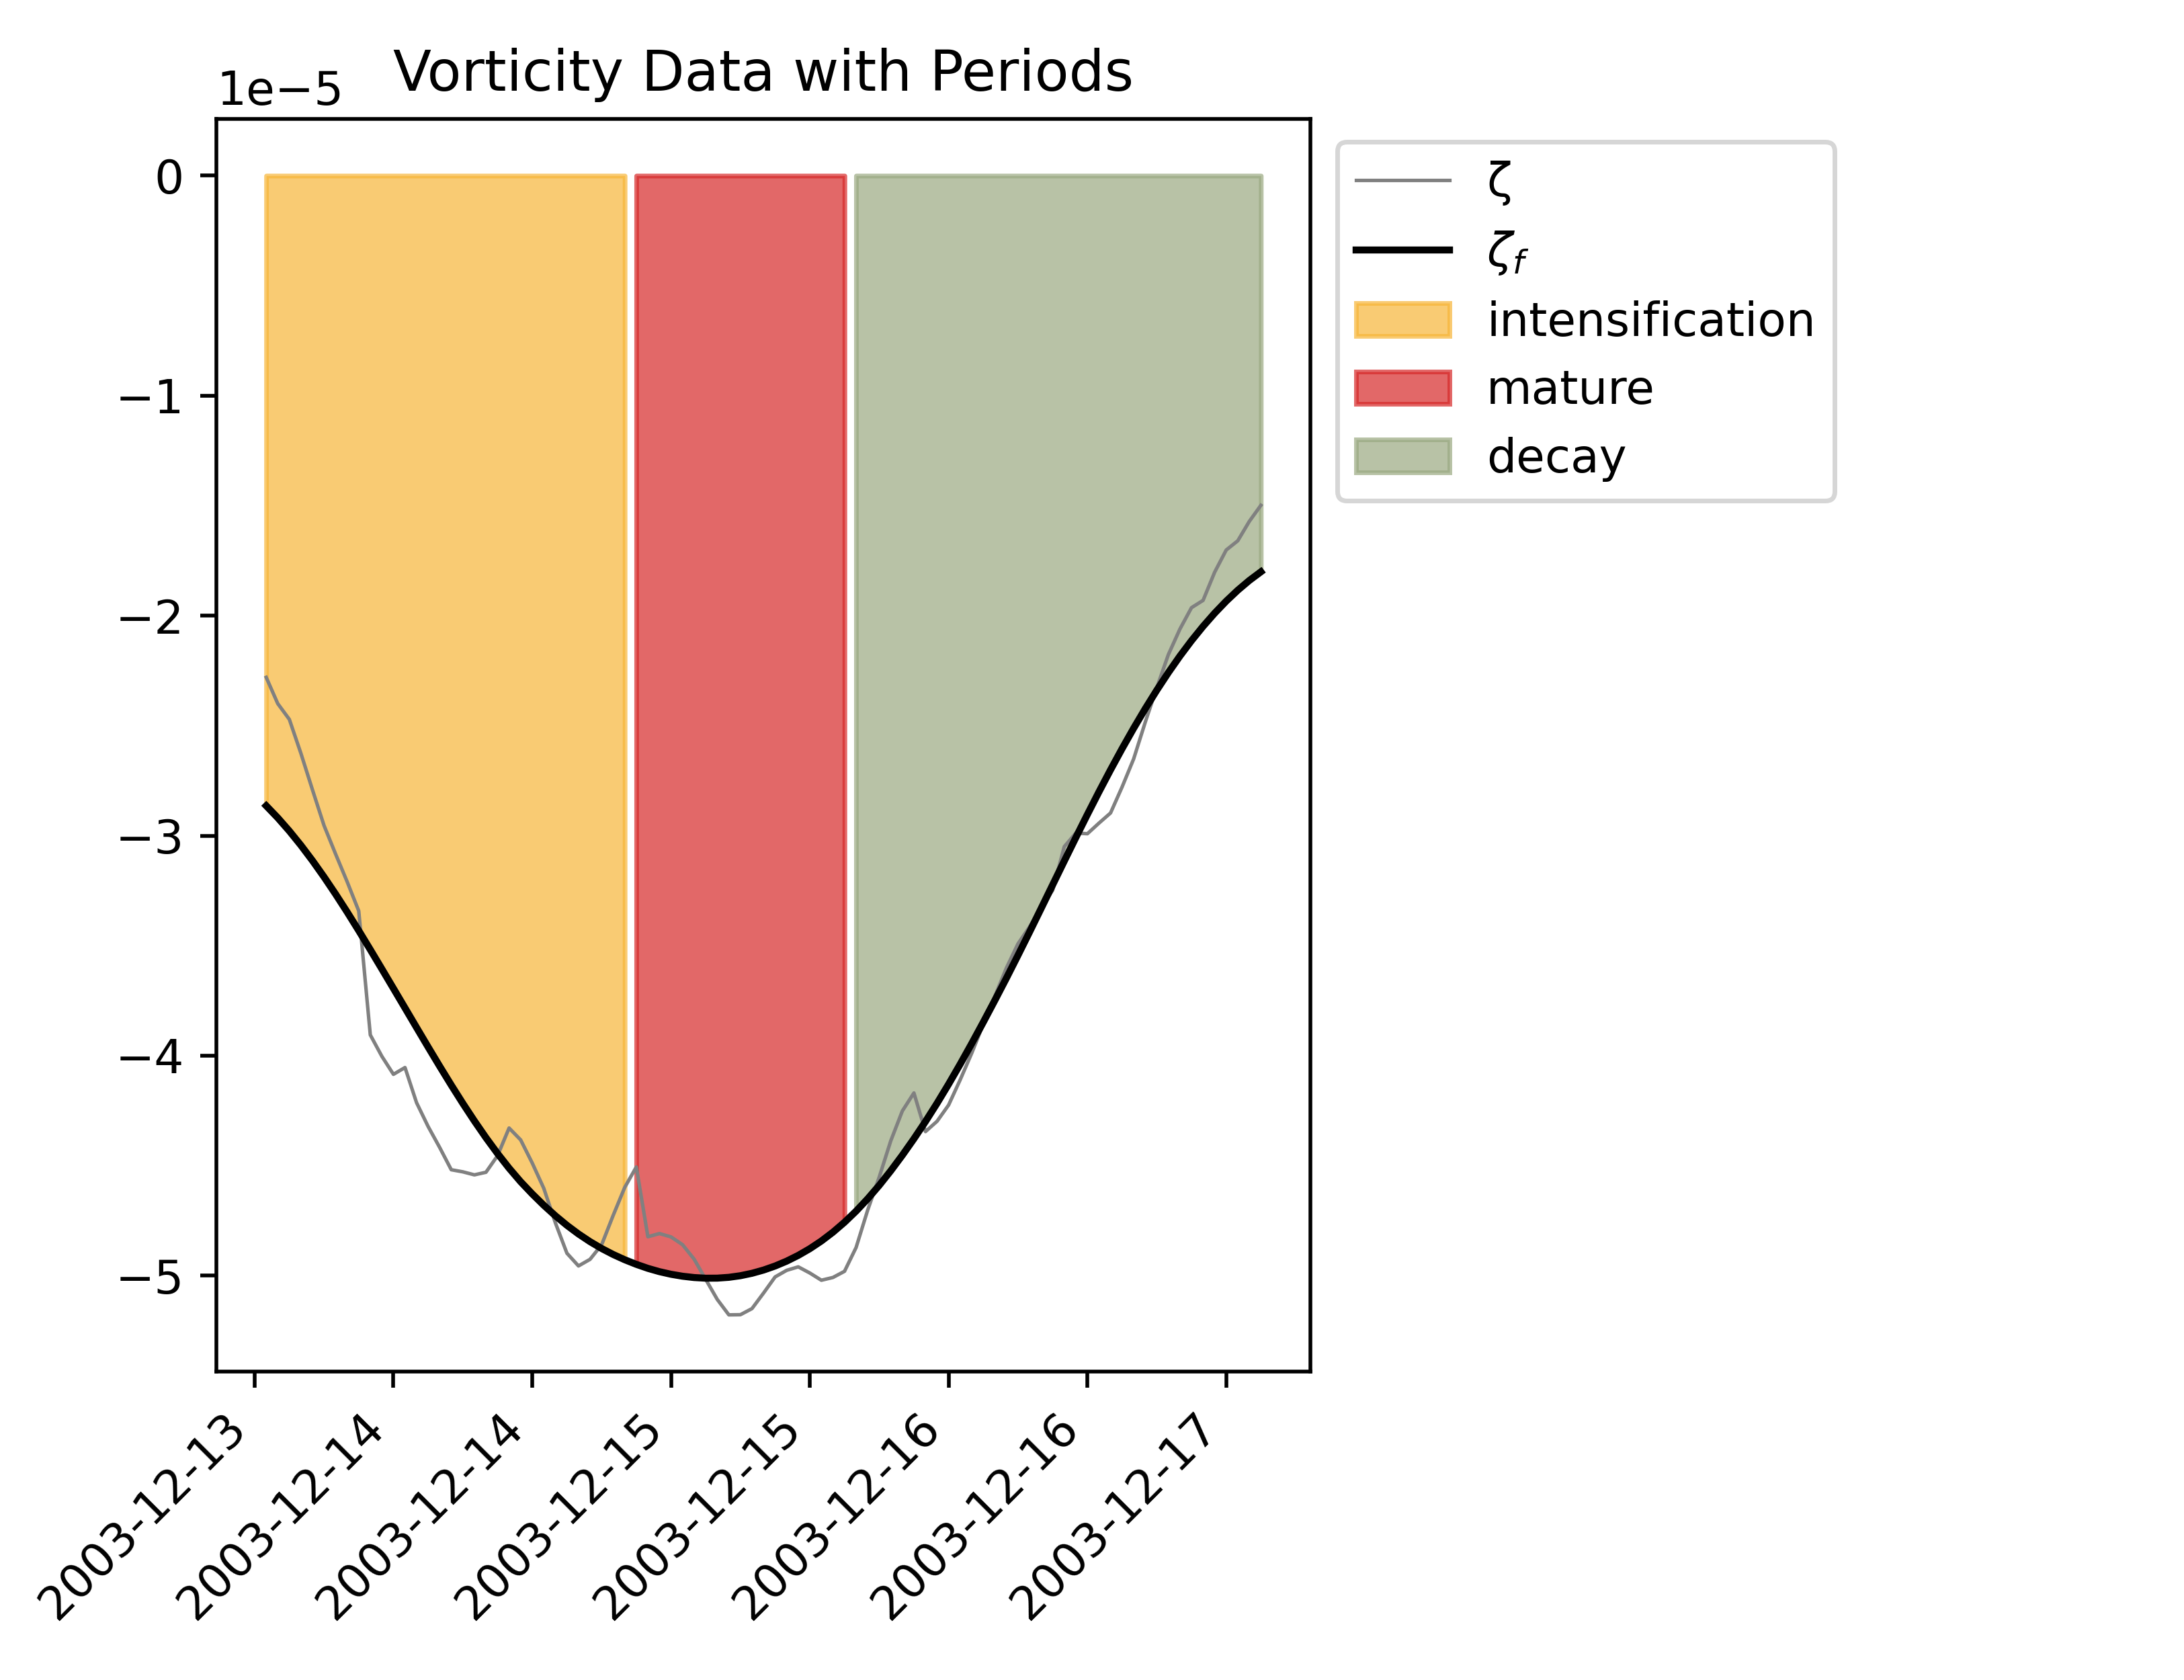 Vorticity Data with Periods
1e−5
0
−1
−2
−3
−4
−5
2003-12-13
2003-12-14
2003-12-14
2003-12-15
2003-12-15
2003-12-16
2003-12-16
2003-12-17
ζ
ζf
intensification
mature
decay